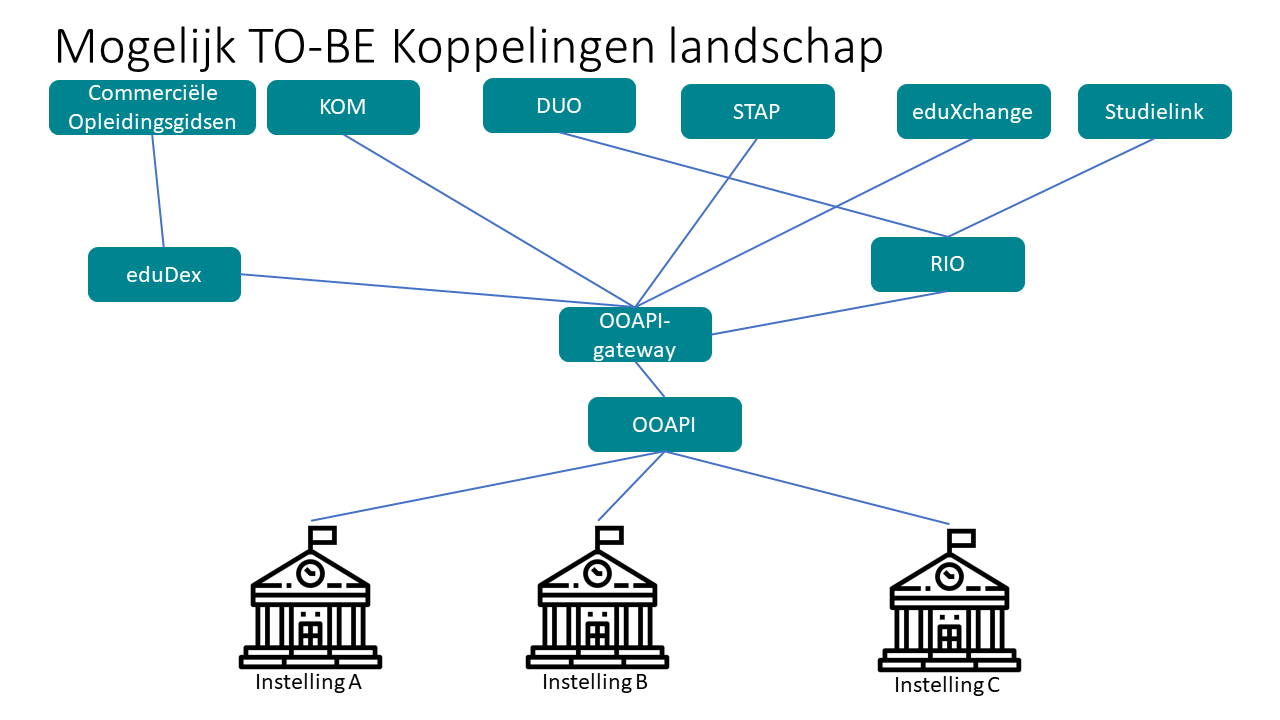 Mogelijk TO-BE Koppelingen landschap
Commerciële
Opleidingsgidsen
KOM
DUO
STAP
eduXchange
Studielink
eduDex
RIO
OOAPI-
gateway
OOAPI
Instelling A
Instelling B
Instelling C